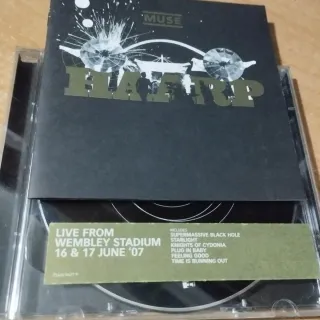 MUSE
HAARP
LIVE FROM
WEMBLEY STADIUM
16 & 17 JUNE '07
INCLUDES
SUPERMASSIVE BLACK HOLE
STARLIGHT
KNIGHTS OF CYDONIA
PLUG IN BABY
FEELING GOOD
TIME IS RUNNING OUT